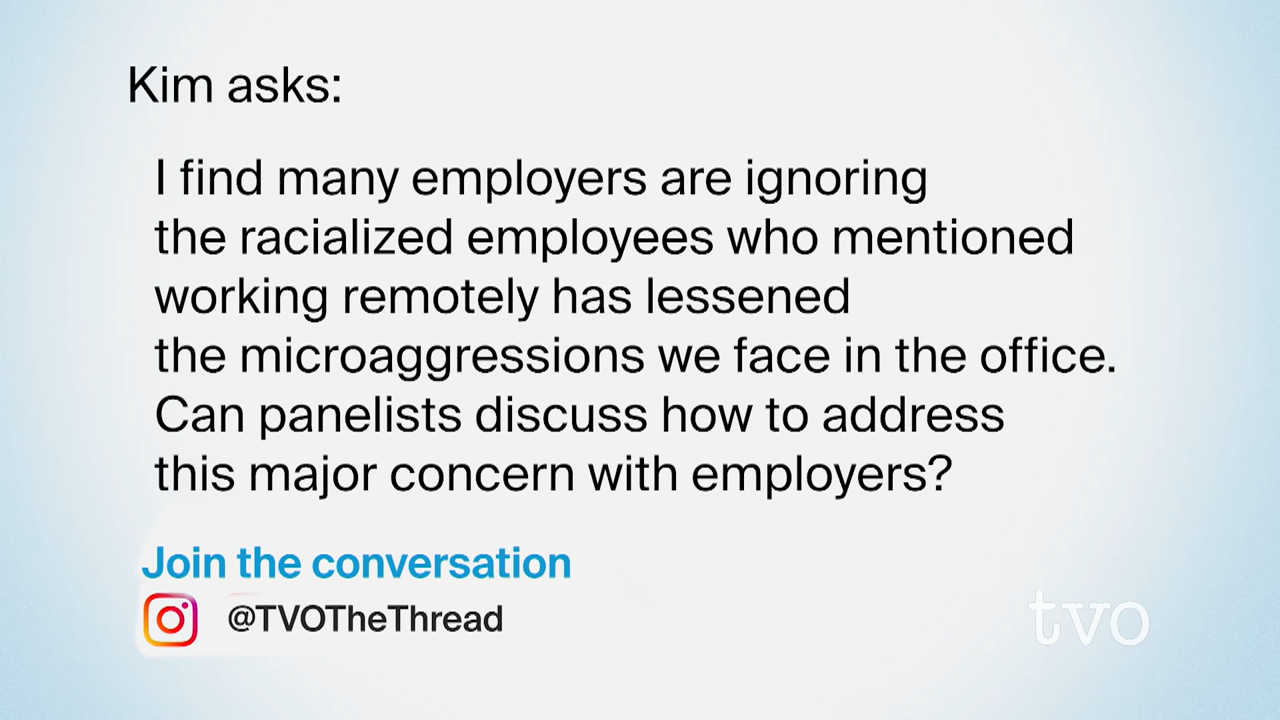 Kim asks:
I find many employers are ignoring
the racialized employees who mentioned
working remotely has lessened
the microaggressions we face in the office.
Can panelists discuss how to address
this major concern with employers?
Join the conversation
@TVOTheThread
tvo